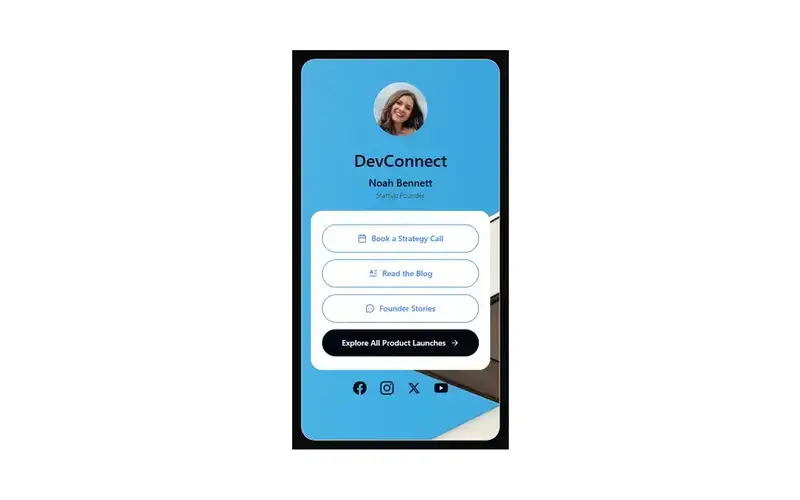 DevConnect
Noah Bennett
Startup Founder
Book a Strategy Call
Read the Blog
Founder Stories
Explore All Product Launches